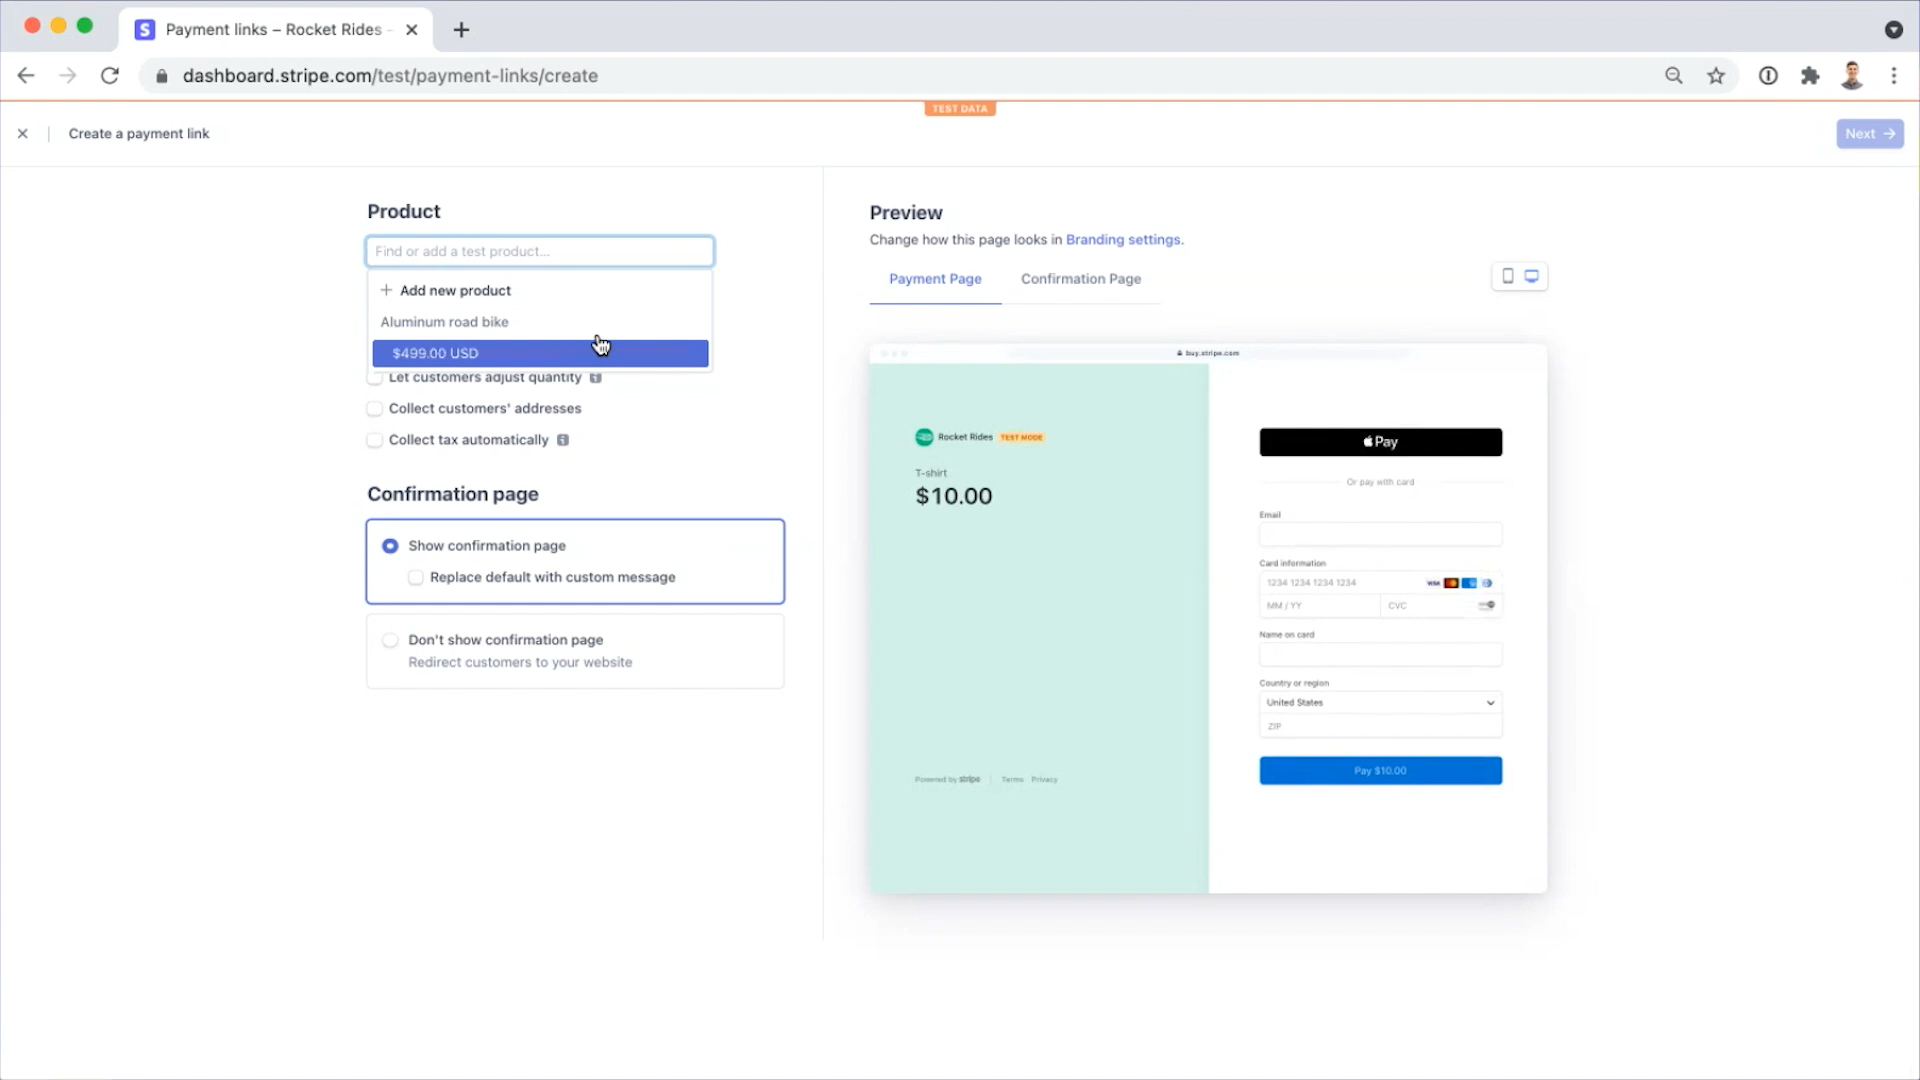 Payment links – Rocket Rides -
dashboard.stripe.com/test/payment-links/create
TEST DATA
Create a payment link
Next →
Product
Find or add a test product...
+ Add new product
Aluminum road bike
$499.00 USD
Let customers adjust quantity
Collect customers' addresses
Collect tax automatically
Confirmation page
Show confirmation page
Replace default with custom message
Don't show confirmation page
Redirect customers to your website
Preview
Change how this page looks in Branding settings.
Payment Page Confirmation Page
buy.stripe.com
Rocket Rides TEST MODE
T-shirt
$10.00
Powered by stripe Terms Privacy
Pay
Or pay with card
Email
Card information
1234 1234 1234 1234 VISA
MM / YY CVC
Name on card
Country or region
United States
ZIP
Pay $10.00